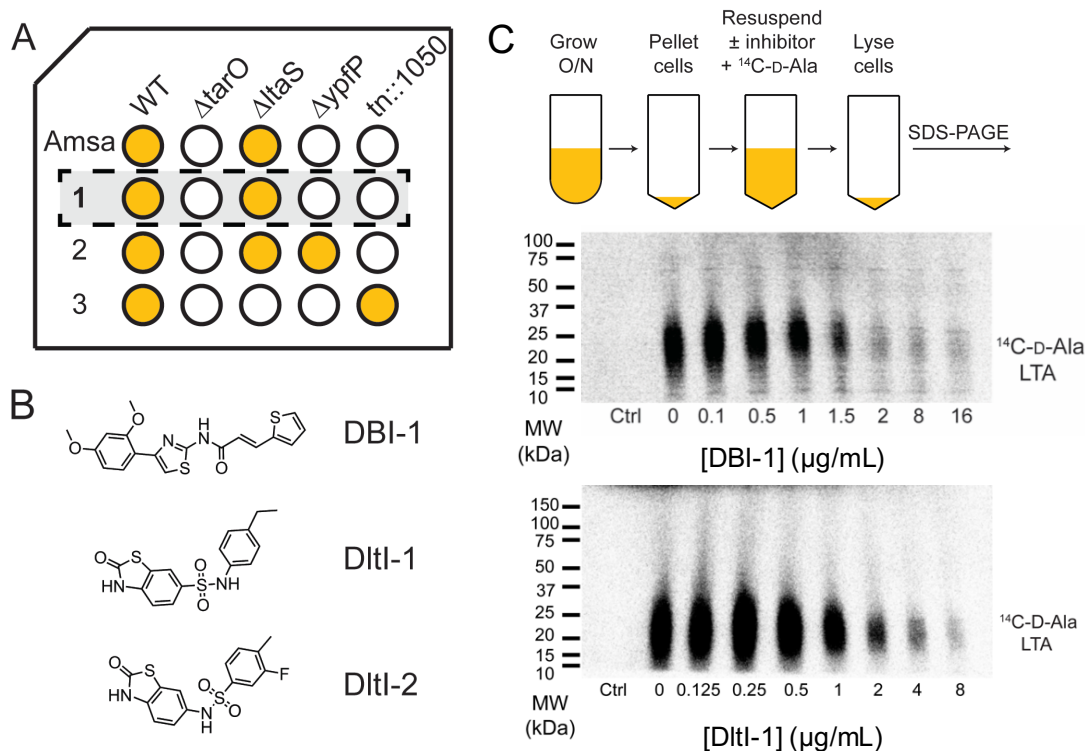 A
WT
ΔtarO
ΔltaS
ΔypfP
tn::1050
Amsa
1
2
3
B
DBI-1
DltI-1
DltI-2
O
O
N
S
H
N
O
S
O
S
HN
S
O
O
NH
O
S
HN
N
H
S
O
O
F
C
Grow
O/N
Pellet
cells
Resuspend
± inhibitor
+ ¹⁴C-D-Ala
Lyse
cells
SDS-PAGE
100
75
50
37
25
20
15
10
MW
(kDa)
Ctrl 0 0.1 0.5 1 1.5 2 8 16
¹⁴C-D-Ala
LTA
[DBI-1] (µg/mL)
150
100
75
50
37
25
20
15
10
MW
(kDa)
Ctrl 0 0.125 0.25 0.5 1 2 4 8
¹⁴C-D-Ala
LTA
[DltI-1] (µg/mL)